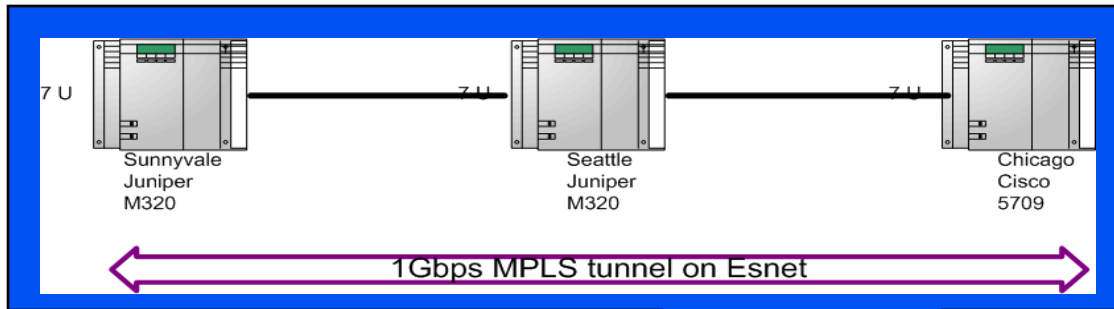 7 U
7 U
7 U
Sunnyvale
Juniper
M320
Seattle
Juniper
M320
Chicago
Cisco
5709
1Gbps MPLS tunnel on Esnet